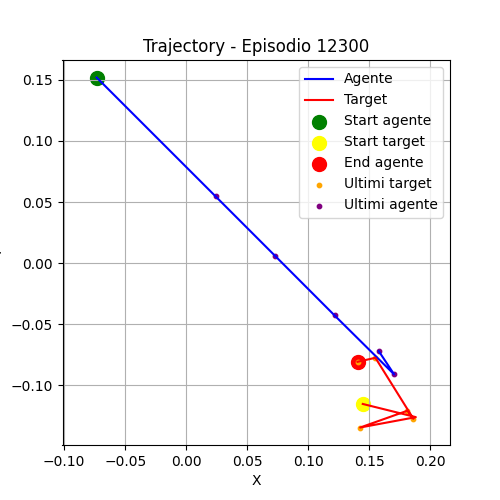 Trajectory - Episodio 12300
Agente
Target
Start agente
Start target
End agente
Ultimi target
Ultimi agente
0.15
0.10
0.05
0.00
−0.05
−0.10
−0.10
−0.05
0.00
0.05
0.10
0.15
0.20
X